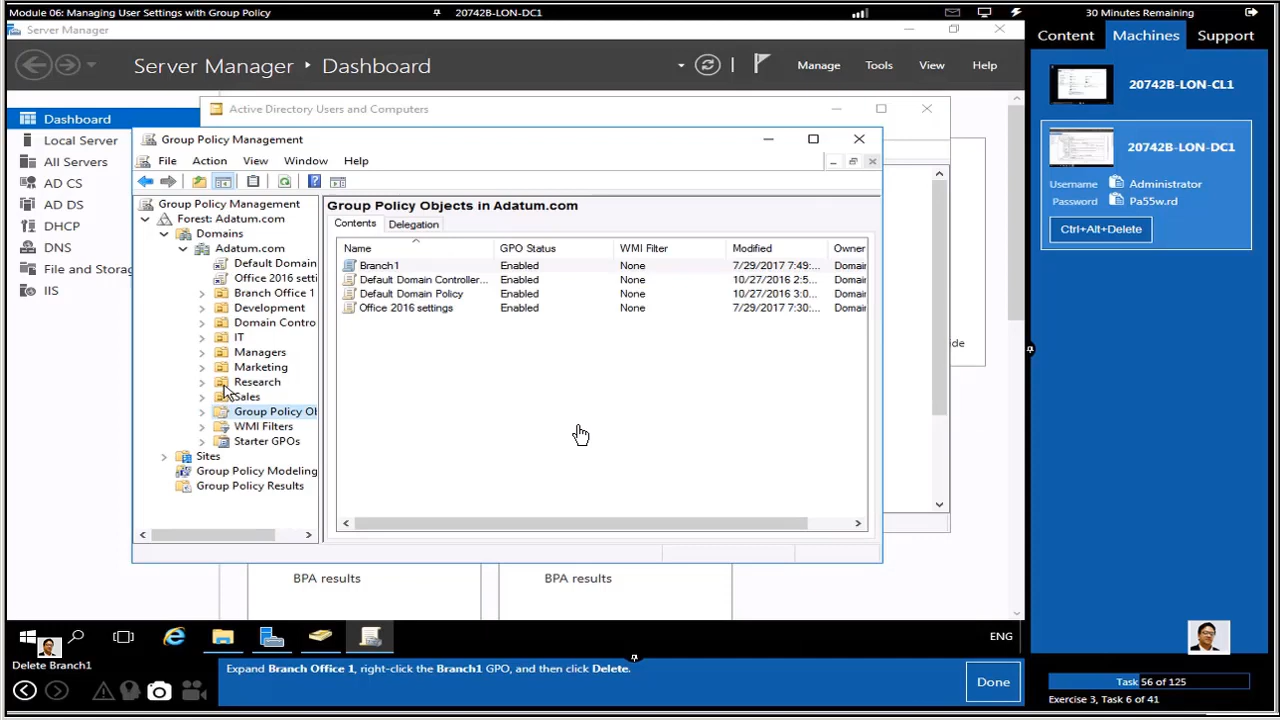 Module 06: Managing User Settings with Group Policy
20742B-LON-DC1
30 Minutes Remaining
Server Manager
Content
Machines
Support
Server Manager
Dashboard
Manage
Tools
View
Help
20742B-LON-CL1
20742B-LON-DC1
Username
Administrator
Password
Pa55w.rd
Ctrl+Alt+Delete
Dashboard
Local Server
All Servers
AD CS
AD DS
DHCP
DNS
File and Storag
IIS
Active Directory Users and Computers
Group Policy Management
File
Action
View
Window
Help
Group Policy Management
Forest: Adatum.com
Domains
Adatum.com
Default Domain
Office 2016 setti
Branch Office 1
Development
Domain Contro
IT
Managers
Marketing
Research
Sales
Group Policy Ob
WMI Filters
Starter GPOs
Sites
Group Policy Modeling
Group Policy Results
Group Policy Objects in Adatum.com
Contents
Delegation
Name GPO Status WMI Filter Modified Owner
Branch1 Enabled None 7/29/2017 7:49:... Domain
Default Domain Controller... Enabled None 10/27/2016 2:5... Domain
Default Domain Policy Enabled None 10/27/2016 3:0... Domain
Office 2016 settings Enabled None 7/29/2017 7:30:... Domain
ide
BPA results
BPA results
ENG
Delete Branch1
Expand Branch Office 1, right-click the Branch1 GPO, and then click Delete.
Done
Task 56 of 125
Exercise 3, Task 6 of 41